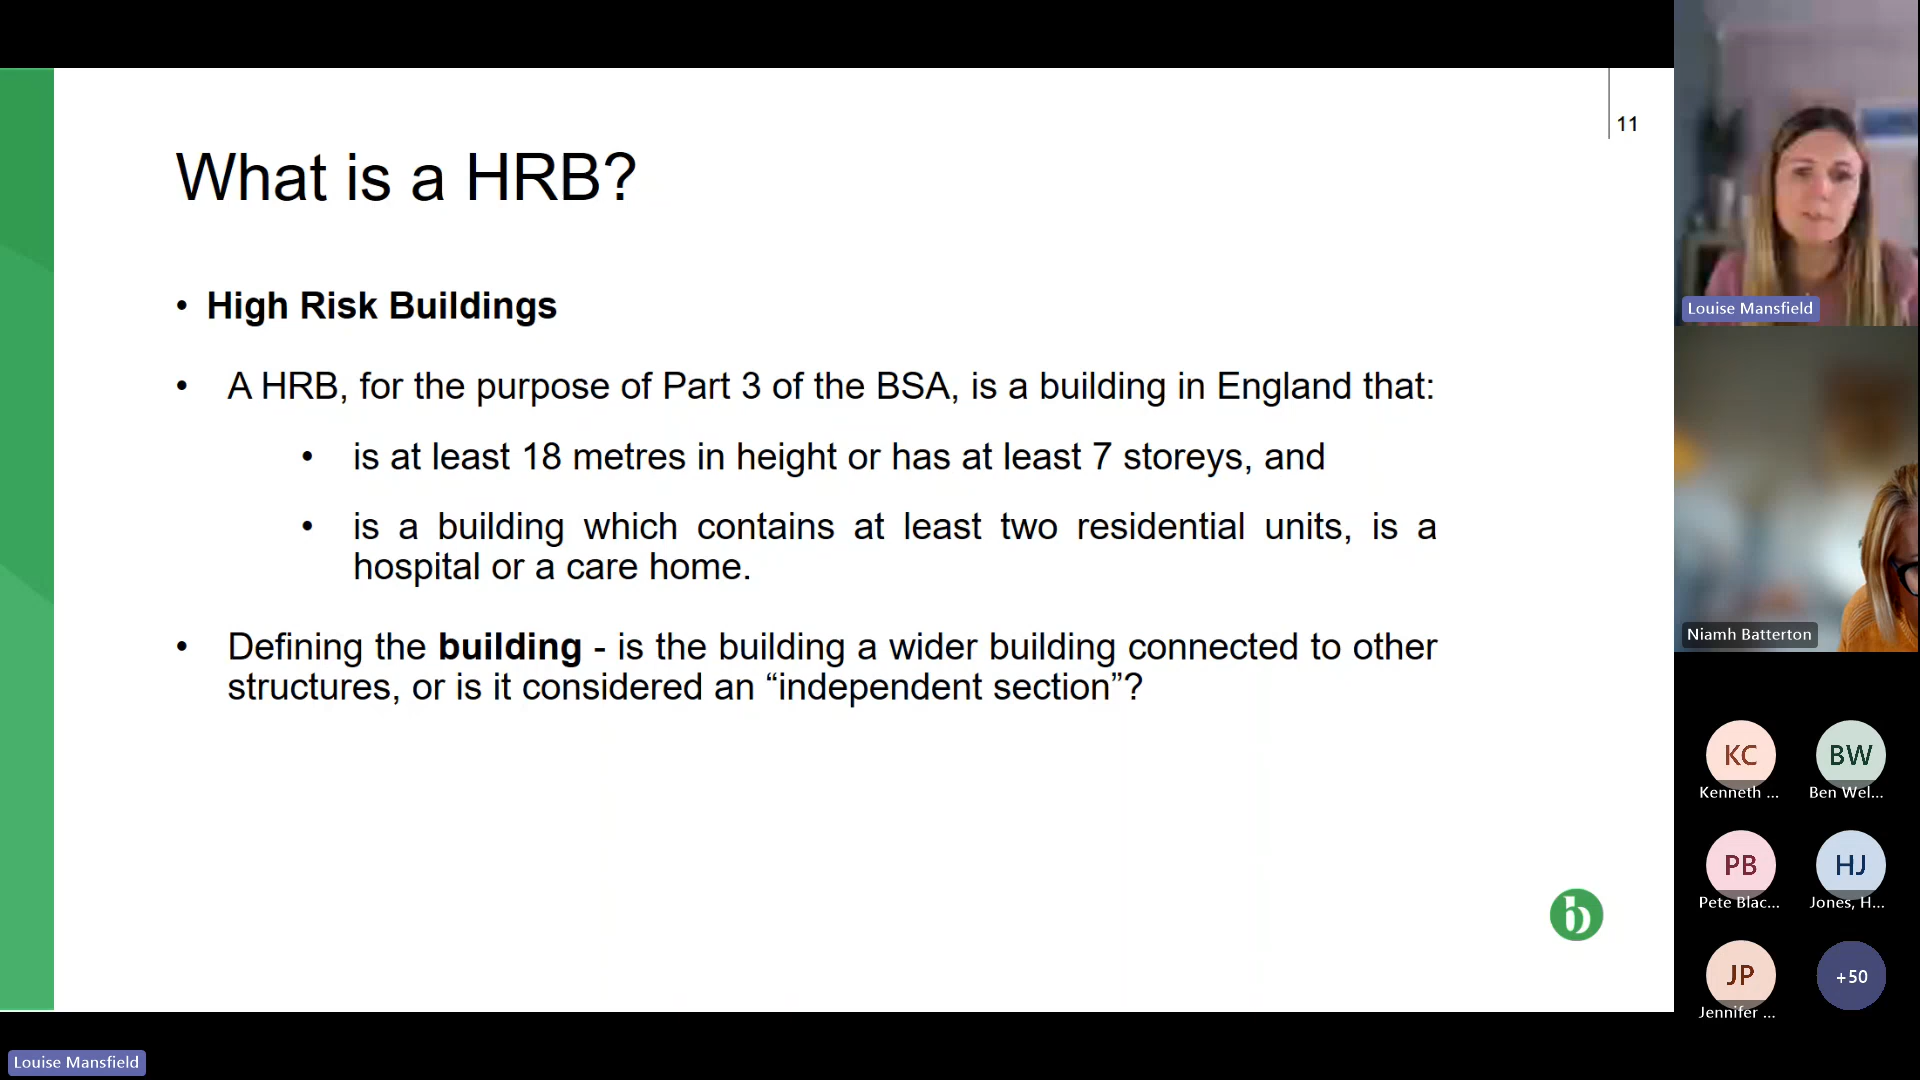 11
What is a HRB?
• High Risk Buildings
• A HRB, for the purpose of Part 3 of the BSA, is a building in England that:
• is at least 18 metres in height or has at least 7 storeys, and
• is a building which contains at least two residential units, is a
hospital or a care home.
• Defining the building - is the building a wider building connected to other
structures, or is it considered an “independent section”?
b
Louise Mansfield
Louise Mansfield
Niamh Batterton
KC
Kenneth ...
BW
Ben Wel...
PB
Pete Blac...
HJ
Jones, H...
JP
Jennifer ...
+50